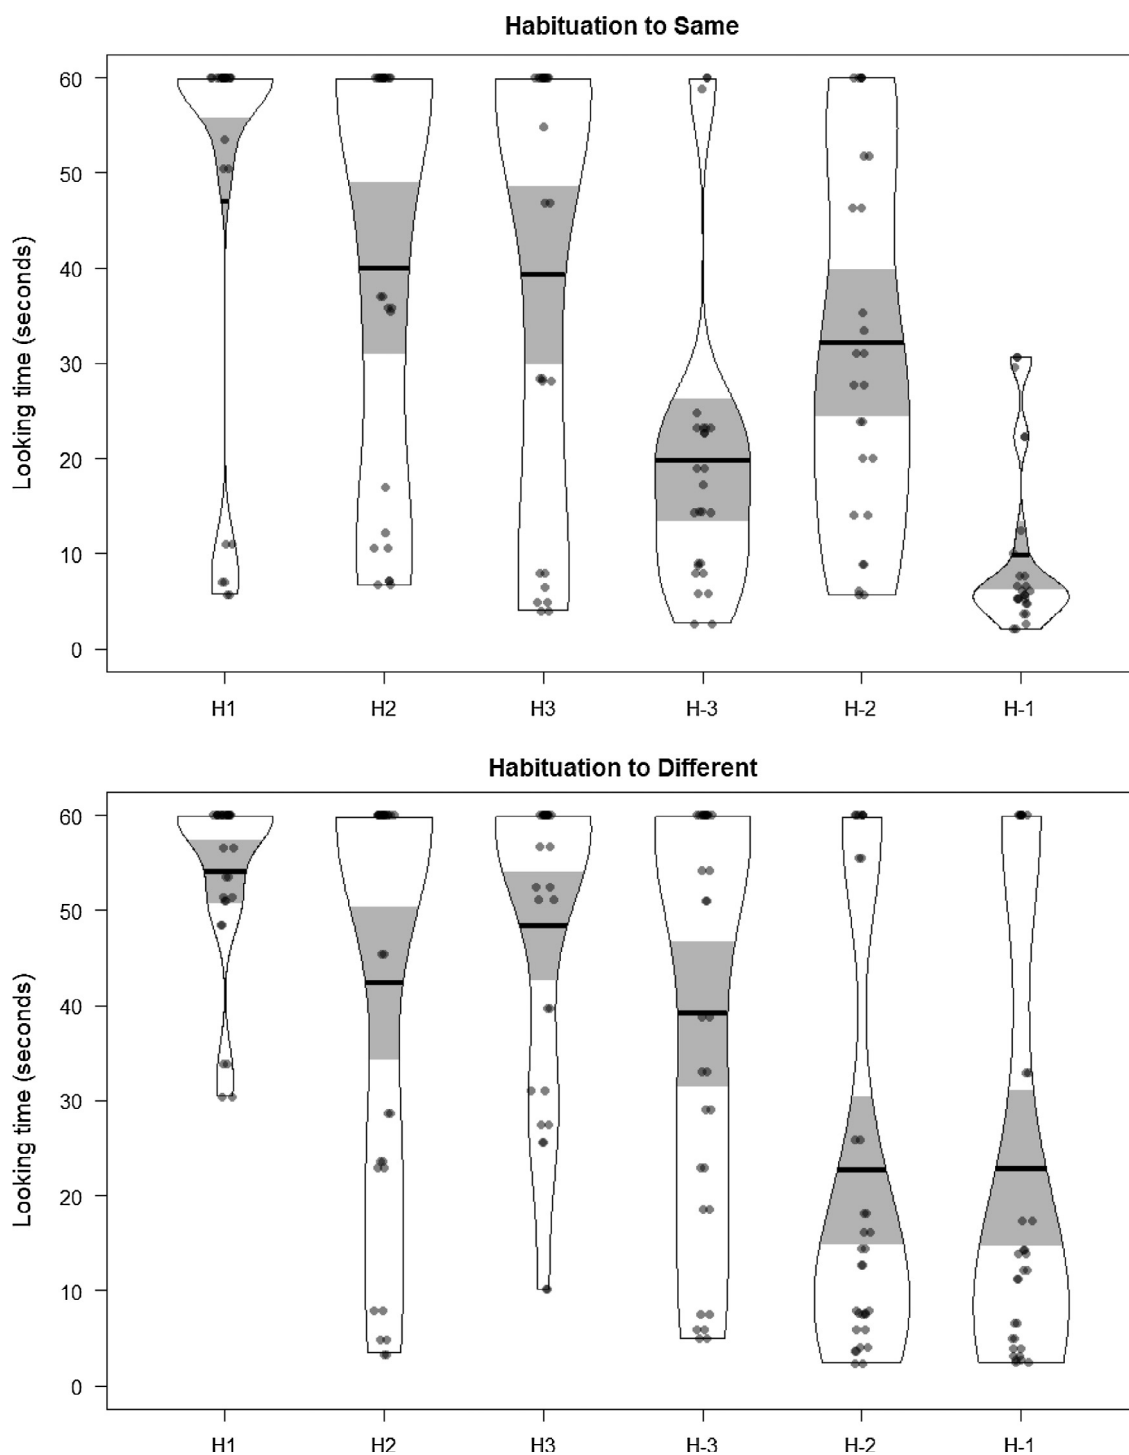 Habituation to Same
Looking time (seconds)
60
50
40
30
20
10
0
H1 H2 H3 H-3 H-2 H-1
Habituation to Different
Looking time (seconds)
60
50
40
30
20
10
0
H1 H2 H3 H-3 H-2 H-1